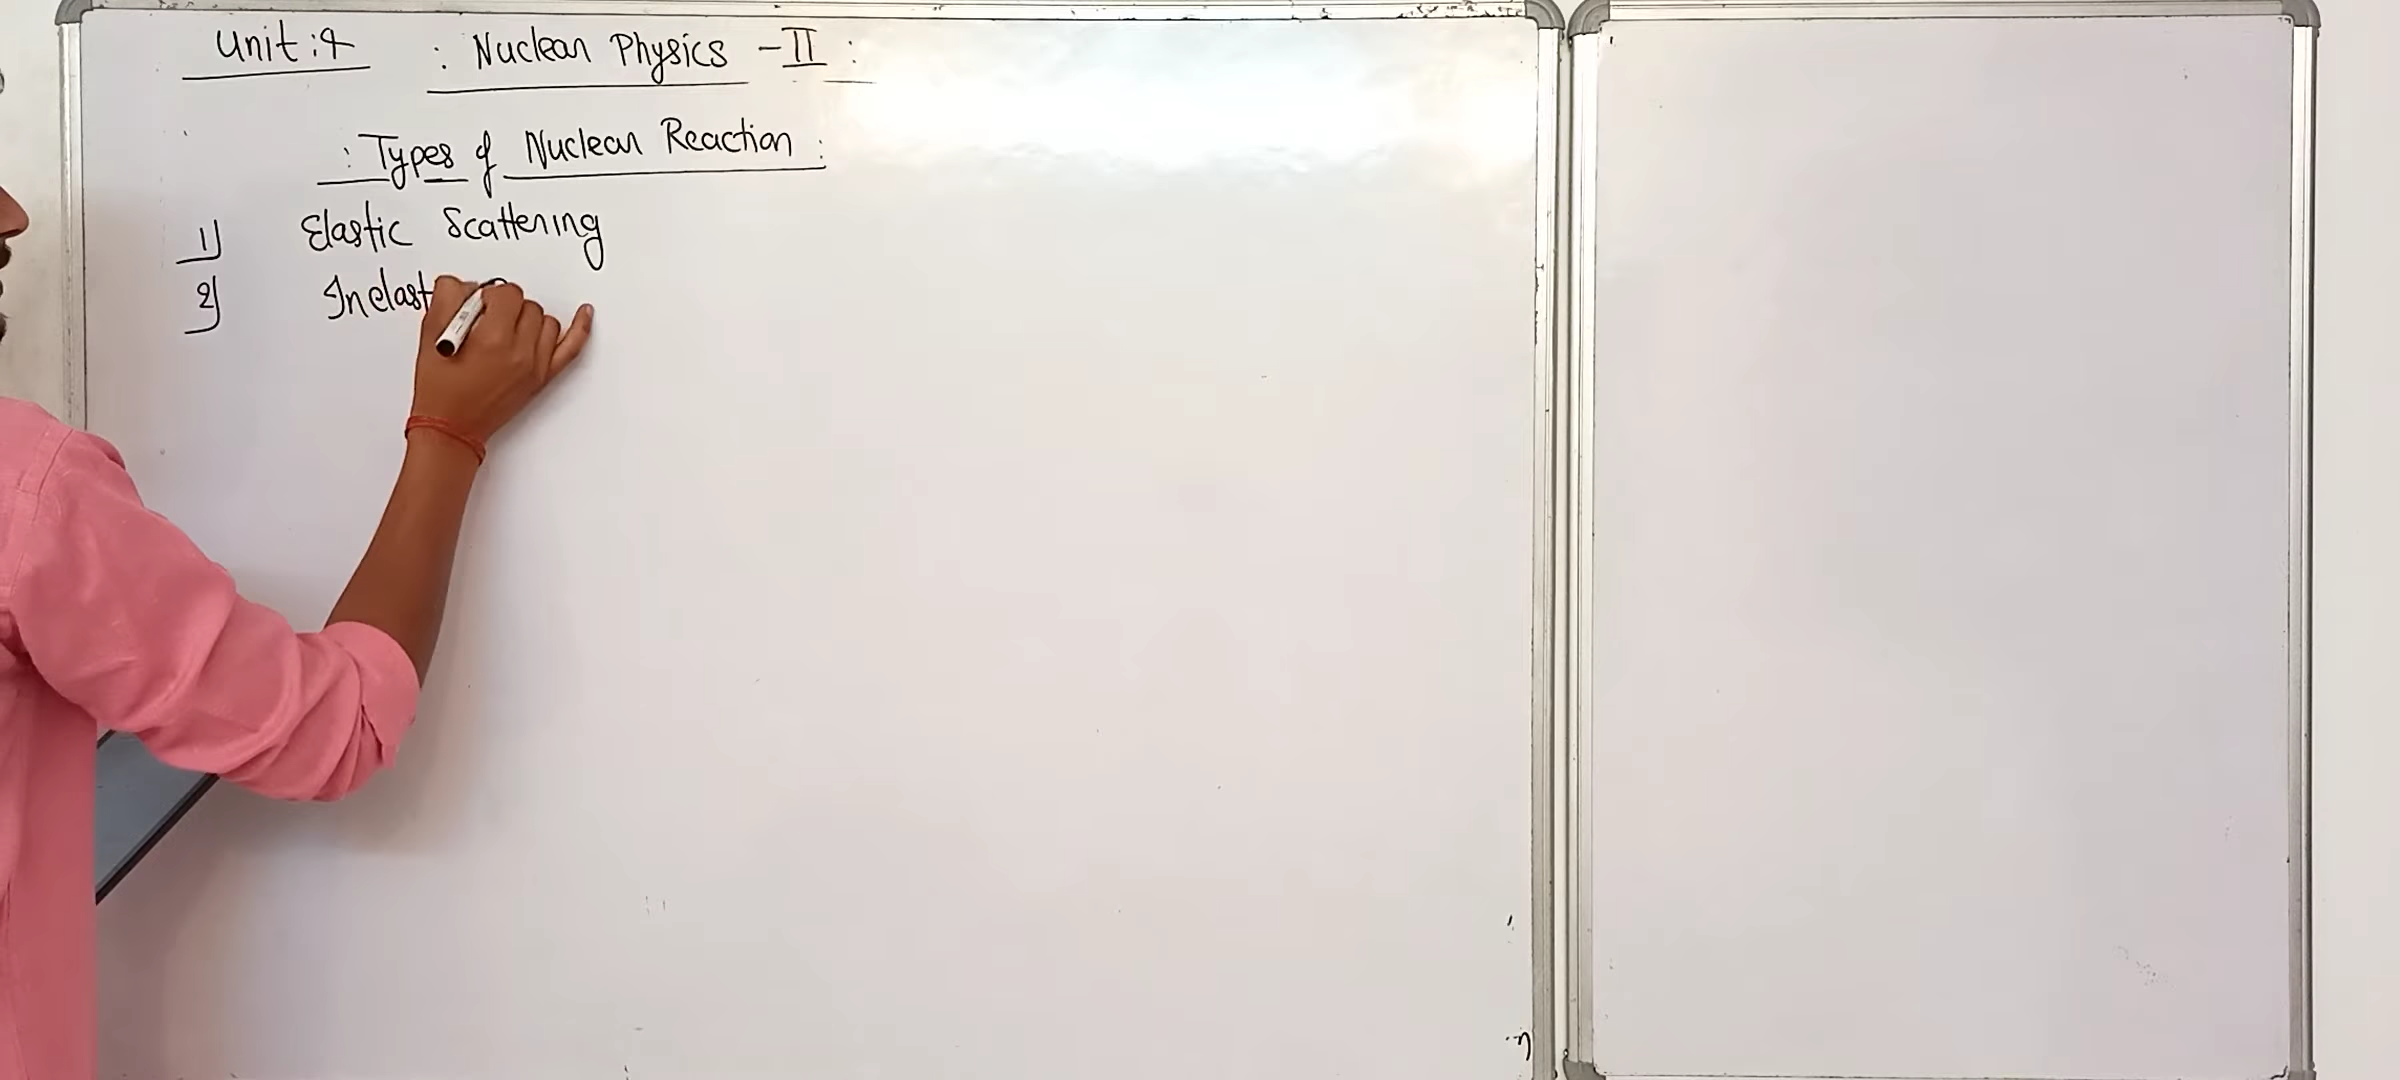 Unit : 4 : Nuclear Physics - II :
: Types of Nuclear Reaction :
1) Elastic Scattering
2) Inelast